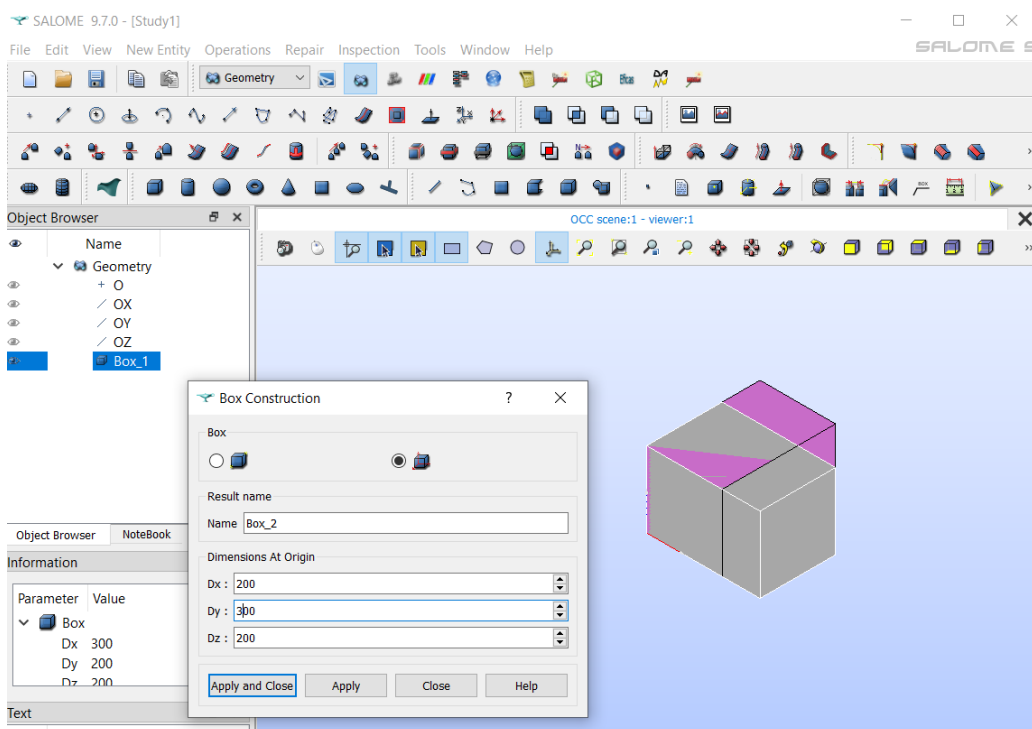 SALOME 9.7.0 - [Study1]
File Edit View New Entity Operations Repair Inspection Tools Window Help
SALOME S
Geometry
Object Browser
OCC scene:1 - viewer:1
Name
Geometry
O
OX
OY
OZ
Box_1
Box Construction
?
Box
Result name
Name Box_2
Dimensions At Origin
Dx : 200
Dy : 300
Dz : 200
Apply and Close Apply Close Help
Object Browser NoteBook
Information
Parameter Value
Box
Dx 300
Dy 200
Dz 200
Text